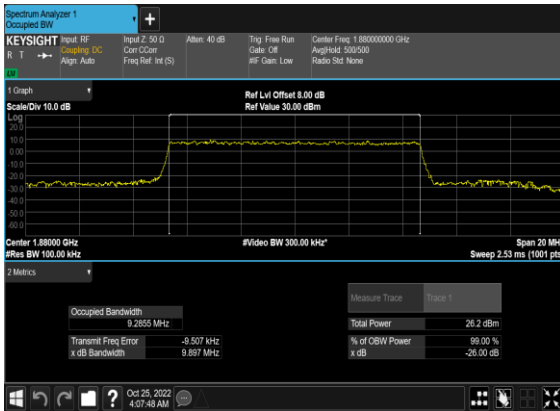 Spectrum Analyzer 1
Occupied BW
KEYSIGHT
R T
Input: RF
Coupling: DC
Align: Auto
Input Z: 50 Ω
Corr CCorr
Freq Ref: Int (S)
Atten: 40 dB
Trig: Free Run
Gate: Off
#IF Gain: Low
Center Freq: 1.880000000 GHz
Avg|Hold: 500/500
Radio Std: None
1 Graph
Scale/Div 10.0 dB
Ref Lvl Offset 8.00 dB
Ref Value 30.00 dBm
Log
20.0
10.0
0.00
-10.0
-20.0
-30.0
-40.0
-50.0
-60.0
Center 1.88000 GHz
#Res BW 100.00 kHz
#Video BW 300.00 kHz*
Span 20 MH
Sweep 2.53 ms (1001 pts
2 Metrics
Measure Trace Trace 1
Occupied Bandwidth
9.2855 MHz
Total Power 26.2 dBm
Transmit Freq Error -9.507 kHz
% of OBW Power 99.00 %
x dB Bandwidth 9.897 MHz
x dB -26.00 dB
Oct 25, 2022
4:07:48 AM